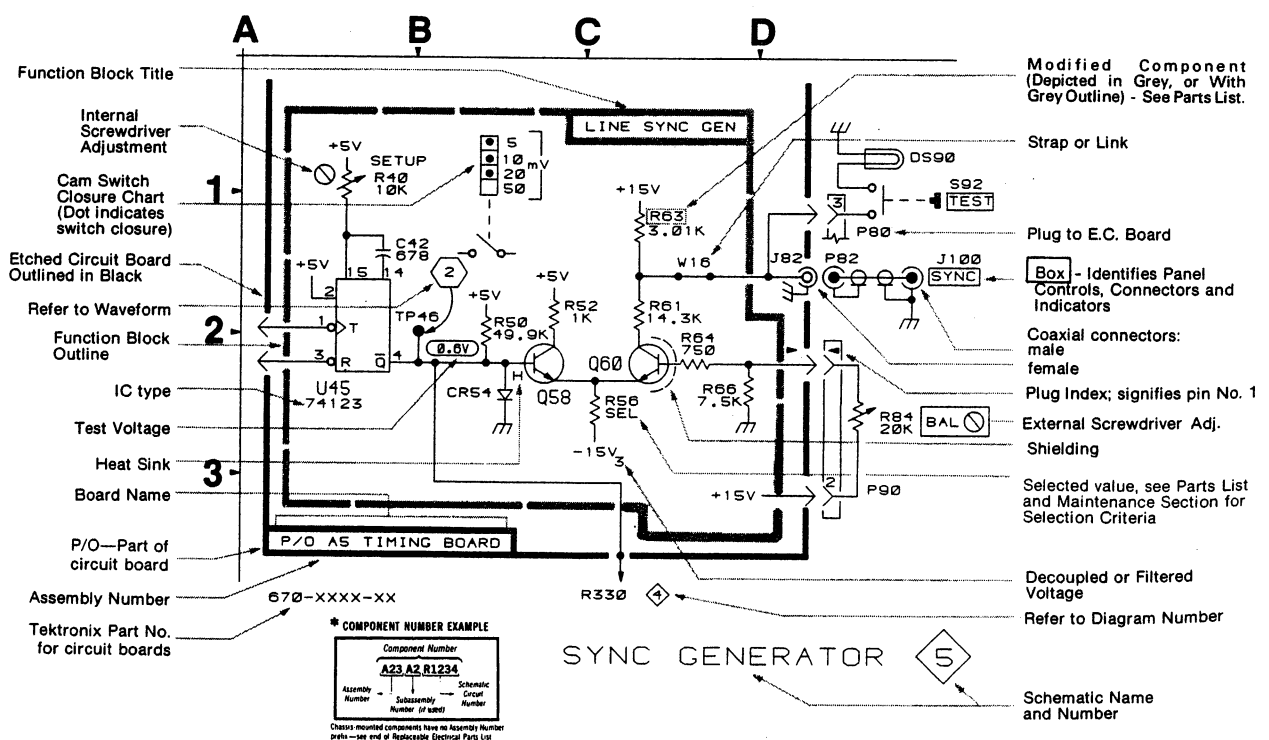 A B C D
Function Block Title
Internal
Screwdriver
Adjustment
Cam Switch
Closure Chart
(Dot indicates
switch closure)
Etched Circuit Board
Outlined in Black
Refer to Waveform
Function Block
Outline
IC type
Test Voltage
Heat Sink
Board Name
P/O—Part of
circuit board
Assembly Number
Tektronix Part No.
for circuit boards
1
2
3
LINE SYNC GEN
+5V
SETUP
R40
10K
5
10
20
50
mV
C42
678
+5V
15 14
2
1
T
3
R
Q
4
U45
74123
2
TP46
0.6V
+5V
R50
49.9K
CR54
H
+5V
R52
1K
Q58
Q60
R56
SEL
-15V3
+15V
R63
3.01K
W16
R61
14.3K
R64
750
R66
7.5K
+15V
J82
P82
J100
SYNC
DS90
S92
TEST
3
P80
R84
20K
BAL
2
P90
P/O A5 TIMING BOARD
670-XXXX-XX
R330
4
SYNC GENERATOR
5
* COMPONENT NUMBER EXAMPLE
Component Number
A23 A2 R1234
Assembly
Number
Subassembly
Number (if used)
Schematic
Circuit
Number
Chassis-mounted components have no Assembly Number
prefix—see end of Replaceable Electrical Parts List
Modified Component
(Depicted in Grey, or With
Grey Outline) - See Parts List.
Strap or Link
Plug to E.C. Board
Box - Identifies Panel
Controls, Connectors and
Indicators
Coaxial connectors:
male
female
Plug Index; signifies pin No. 1
External Screwdriver Adj.
Shielding
Selected value, see Parts List
and Maintenance Section for
Selection Criteria
Decoupled or Filtered
Voltage
Refer to Diagram Number
Schematic Name
and Number